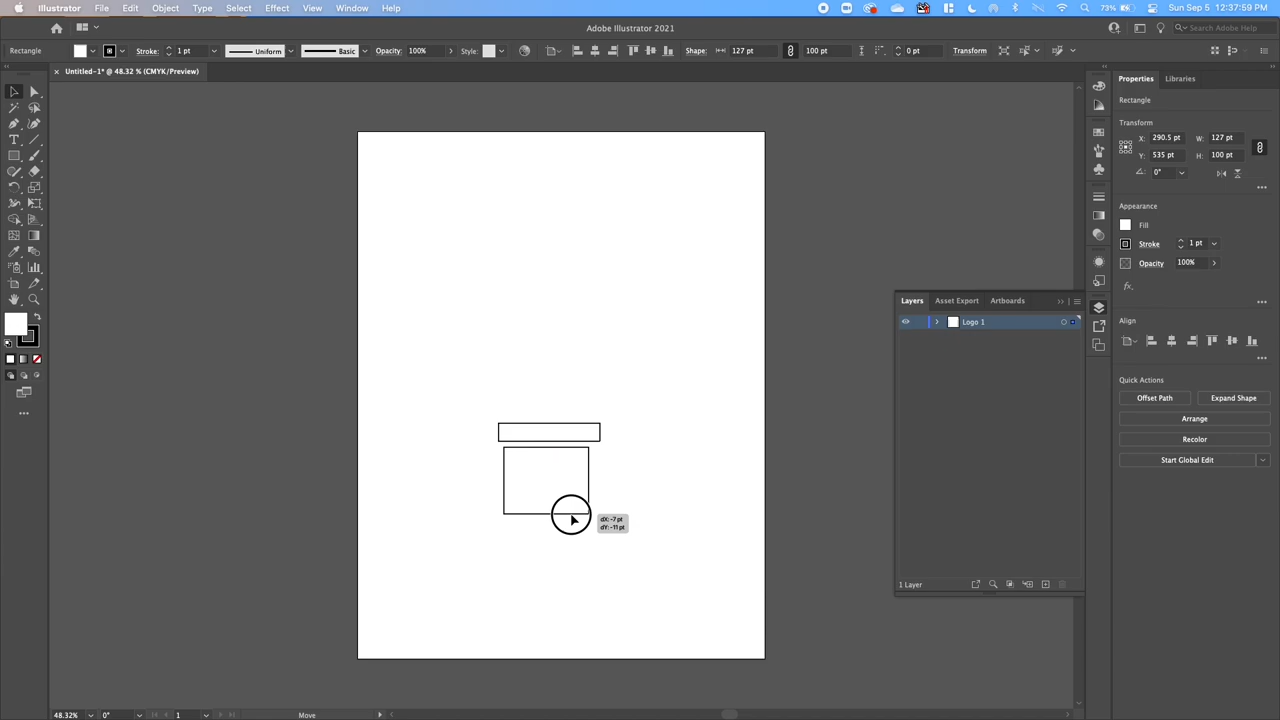 Illustrator File Edit Object Type Select Effect View Window Help 73% Sun Sep 5 12:37:59 PM
Adobe Illustrator 2021 Search Adobe Help
Rectangle Stroke: 1 pt Uniform Basic Opacity: 100% Style: Shape: 127 pt 100 pt 0 pt Transform
× Untitled-1* @ 48.32 % (CMYK/Preview)
Properties Libraries
Rectangle
Transform
X: 290.5 pt W: 127 pt
Y: 535 pt H: 100 pt
0°
Appearance
Fill
Stroke 1 pt
Opacity 100%
fx.
Layers Asset Export Artboards
Logo 1
Align
Quick Actions
Offset Path Expand Shape
Arrange
Recolor
Start Global Edit
dX: -7 pt
dY: -11 pt
1 Layer
48.32% 0° 1 Move